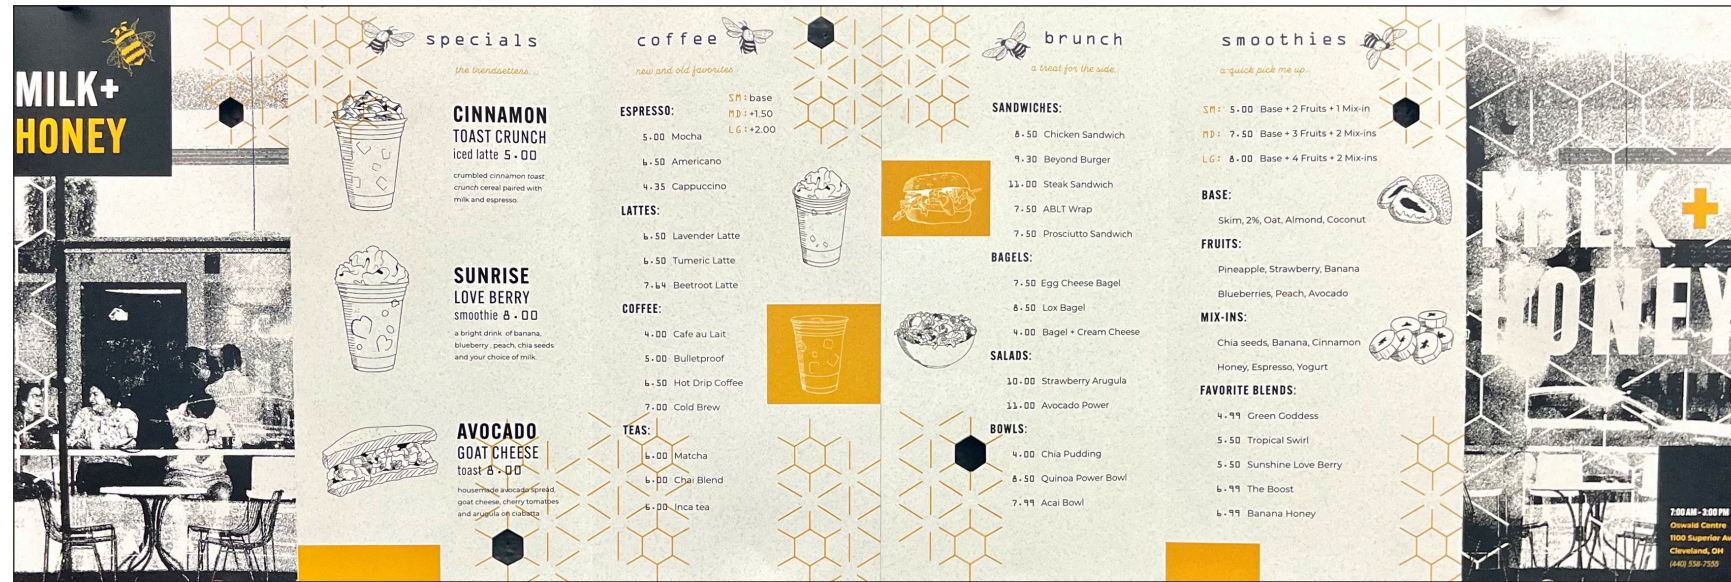 MILK+
HONEY
specials
the trendsetters...
CINNAMON
TOAST CRUNCH
iced latte 5.00
crumbled cinnamon toast
crunch cereal paired with
milk and espresso.
SUNRISE
LOVE BERRY
smoothie 8.00
a bright drink of banana,
blueberry, peach, chia seeds
and your choice of milk.
AVOCADO
GOAT CHEESE
toast 8.00
housemade avocado spread,
goat cheese, cherry tomatoes
and arugula on ciabatta
coffee
new and old favorites
SM: base
MD: +1.50
LG: +2.00
ESPRESSO:
5.00 Mocha
6.50 Americano
4.35 Cappuccino
LATTES:
6.50 Lavender Latte
6.50 Tumeric Latte
7.64 Beetroot Latte
COFFEE:
4.00 Cafe au Lait
5.00 Bulletproof
6.50 Hot Drip Coffee
7.00 Cold Brew
TEAS:
6.00 Matcha
6.00 Chai Blend
6.00 Inca tea
brunch
a treat for the side...
SANDWICHES:
8.50 Chicken Sandwich
9.30 Beyond Burger
11.00 Steak Sandwich
7.50 ABLT Wrap
7.50 Prosciutto Sandwich
BAGELS:
7.50 Egg Cheese Bagel
8.50 Lox Bagel
4.00 Bagel + Cream Cheese
SALADS:
10.00 Strawberry Arugula
11.00 Avocado Power
BOWLS:
4.00 Chia Pudding
8.50 Quinoa Power Bowl
7.99 Acai Bowl
smoothies
a quick pick me up...
SM: 5.00 Base + 2 Fruits + 1 Mix-in
MD: 7.50 Base + 3 Fruits + 2 Mix-ins
LG: 8.00 Base + 4 Fruits + 2 Mix-ins
BASE:
Skim, 2%, Oat, Almond, Coconut
FRUITS:
Pineapple, Strawberry, Banana
Blueberries, Peach, Avocado
MIX-INS:
Chia seeds, Banana, Cinnamon
Honey, Espresso, Yogurt
FAVORITE BLENDS:
4.99 Green Goddess
5.50 Tropical Swirl
5.50 Sunshine Love Berry
6.99 The Boost
6.99 Banana Honey
MILK+
HONEY
7:00 AM - 3:00 PM
Oswald Centre
1100 Superior Av
Cleveland, OH
(440) 558-7555